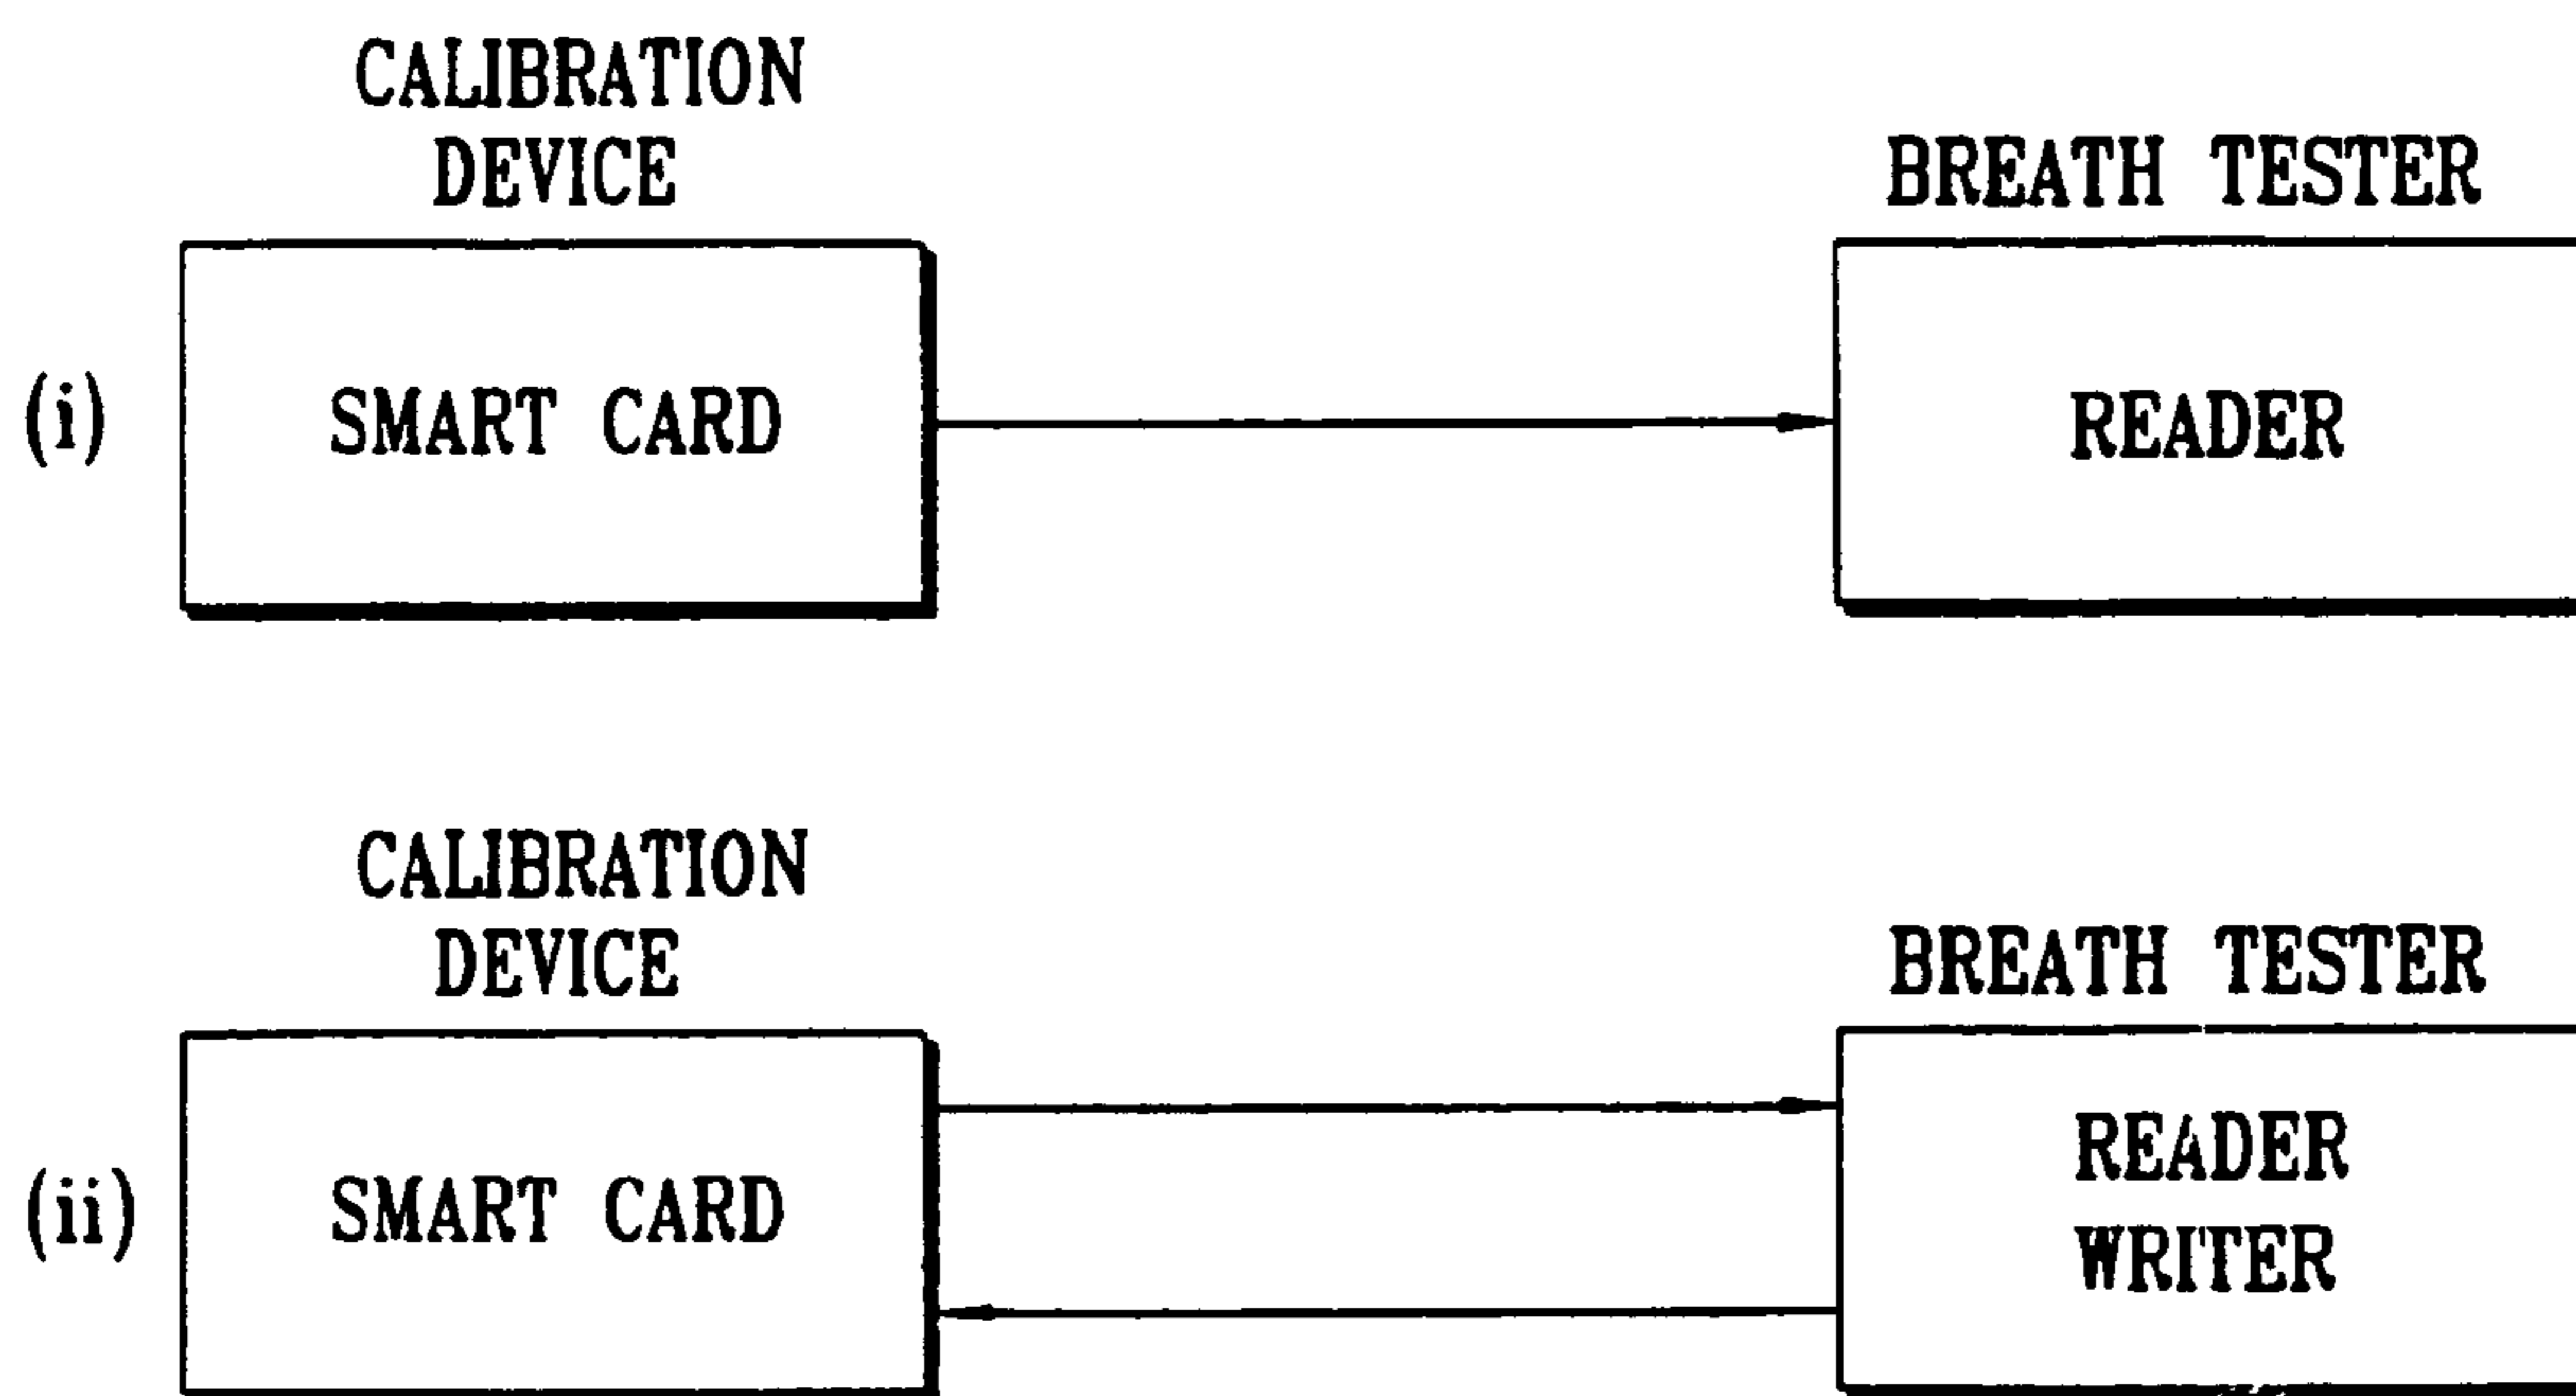 CALIBRATION
DEVICE
BREATH TESTER
(i)
SMART CARD
READER
CALIBRATION
DEVICE
BREATH TESTER
(ii)
SMART CARD
READER
WRITER